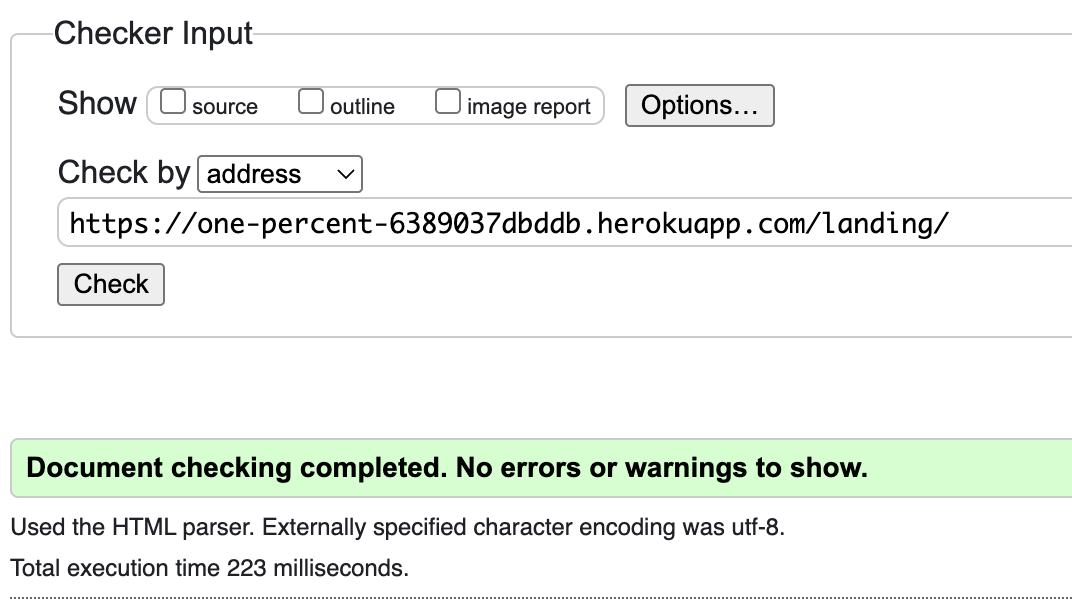 Checker Input
Show source outline image report Options...
Check by address
https://one-percent-6389037dbddb.herokuapp.com/landing/
Check
Document checking completed. No errors or warnings to show.
Used the HTML parser. Externally specified character encoding was utf-8.
Total execution time 223 milliseconds.